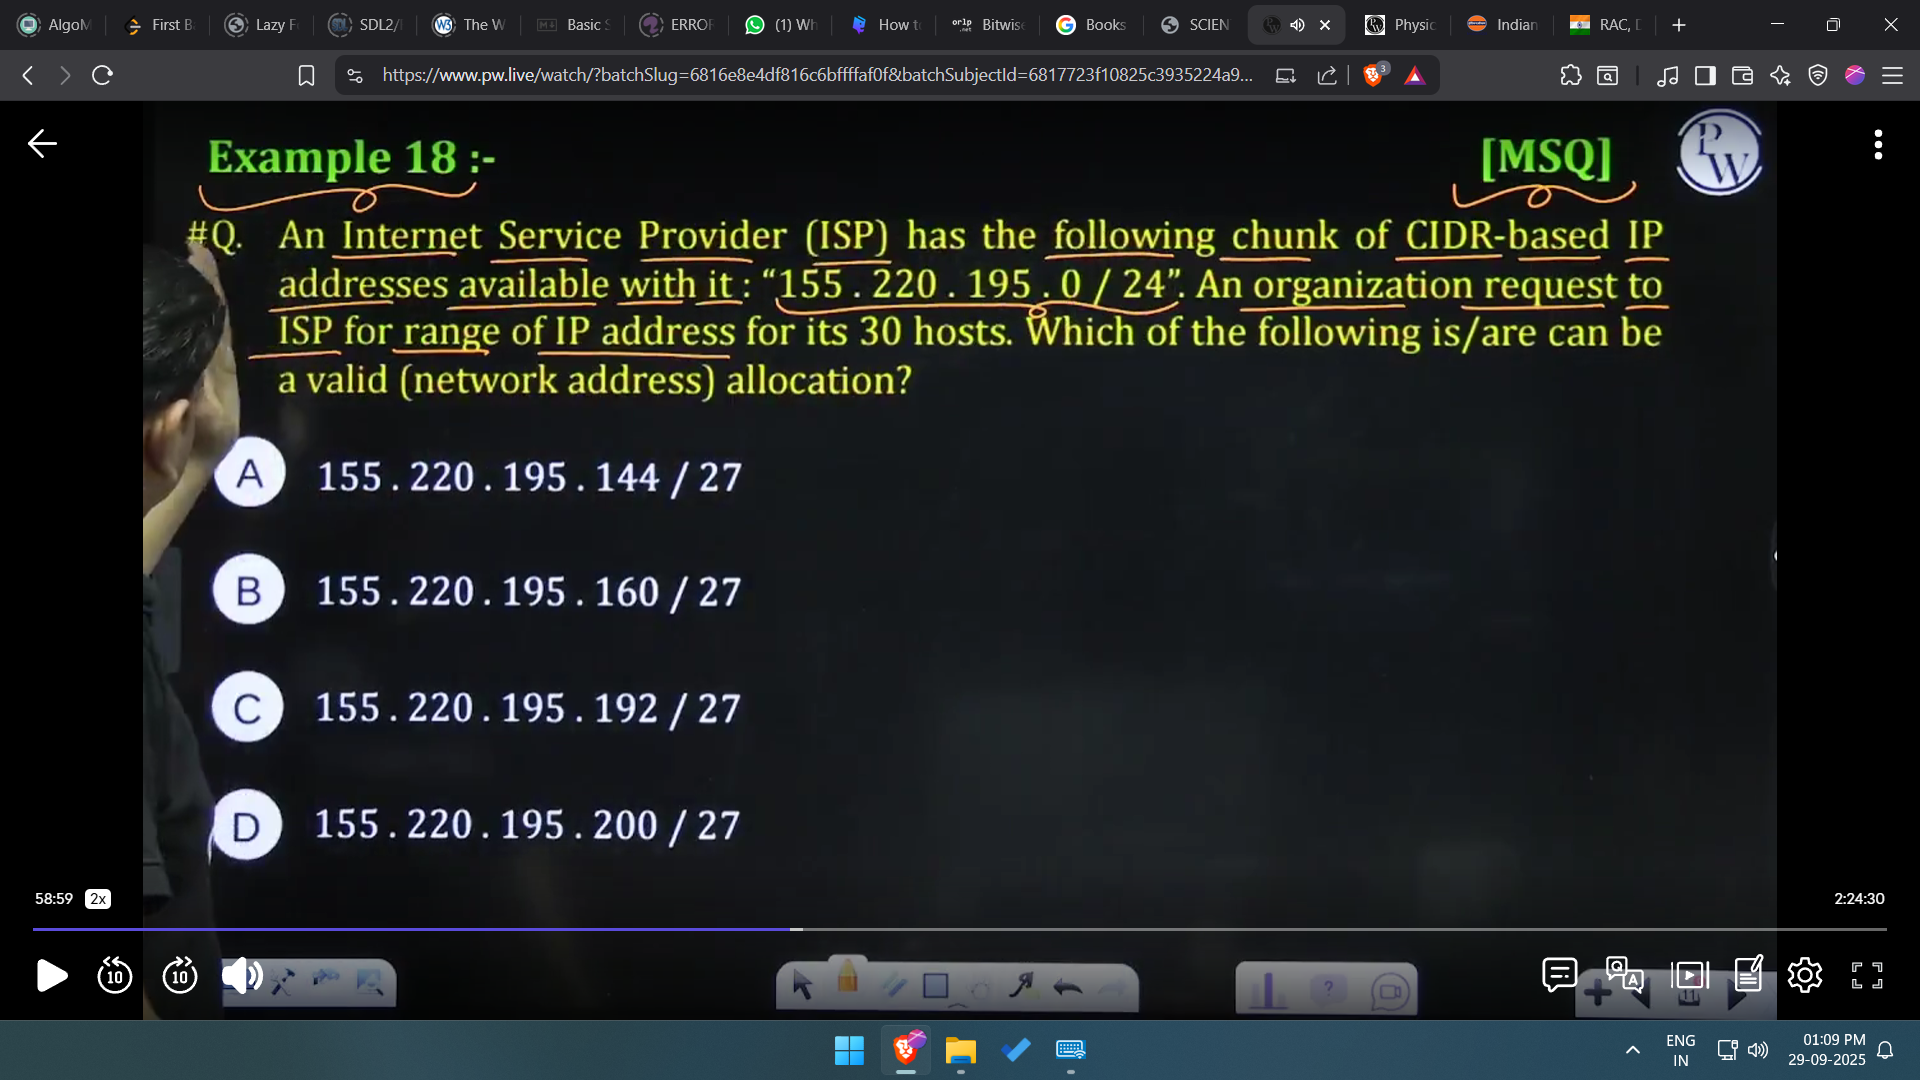 AlgoM
First B
Lazy F
SDL2/
The W
Basic S
ERROR
(1) Wh
How t
Bitwis
Books
SCIEN
Physic
Indian
RAC, D
https://www.pw.live/watch/?batchSlug=6816e8e4df816c6bffffaf0f&batchSubjectId=6817723f10825c3935224a9...
3
Example 18 :-
[MSQ]
PW
#Q. An Internet Service Provider (ISP) has the following chunk of CIDR-based IP
addresses available with it : “155 . 220 . 195 . 0 / 24”. An organization request to
ISP for range of IP address for its 30 hosts. Which of the following is/are can be
a valid (network address) allocation?
A 155 . 220 . 195 . 144 / 27
B 155 . 220 . 195 . 160 / 27
C 155 . 220 . 195 . 192 / 27
D 155 . 220 . 195 . 200 / 27
58:59 2x
2:24:30
10
10
ENG
IN
01:09 PM
29-09-2025